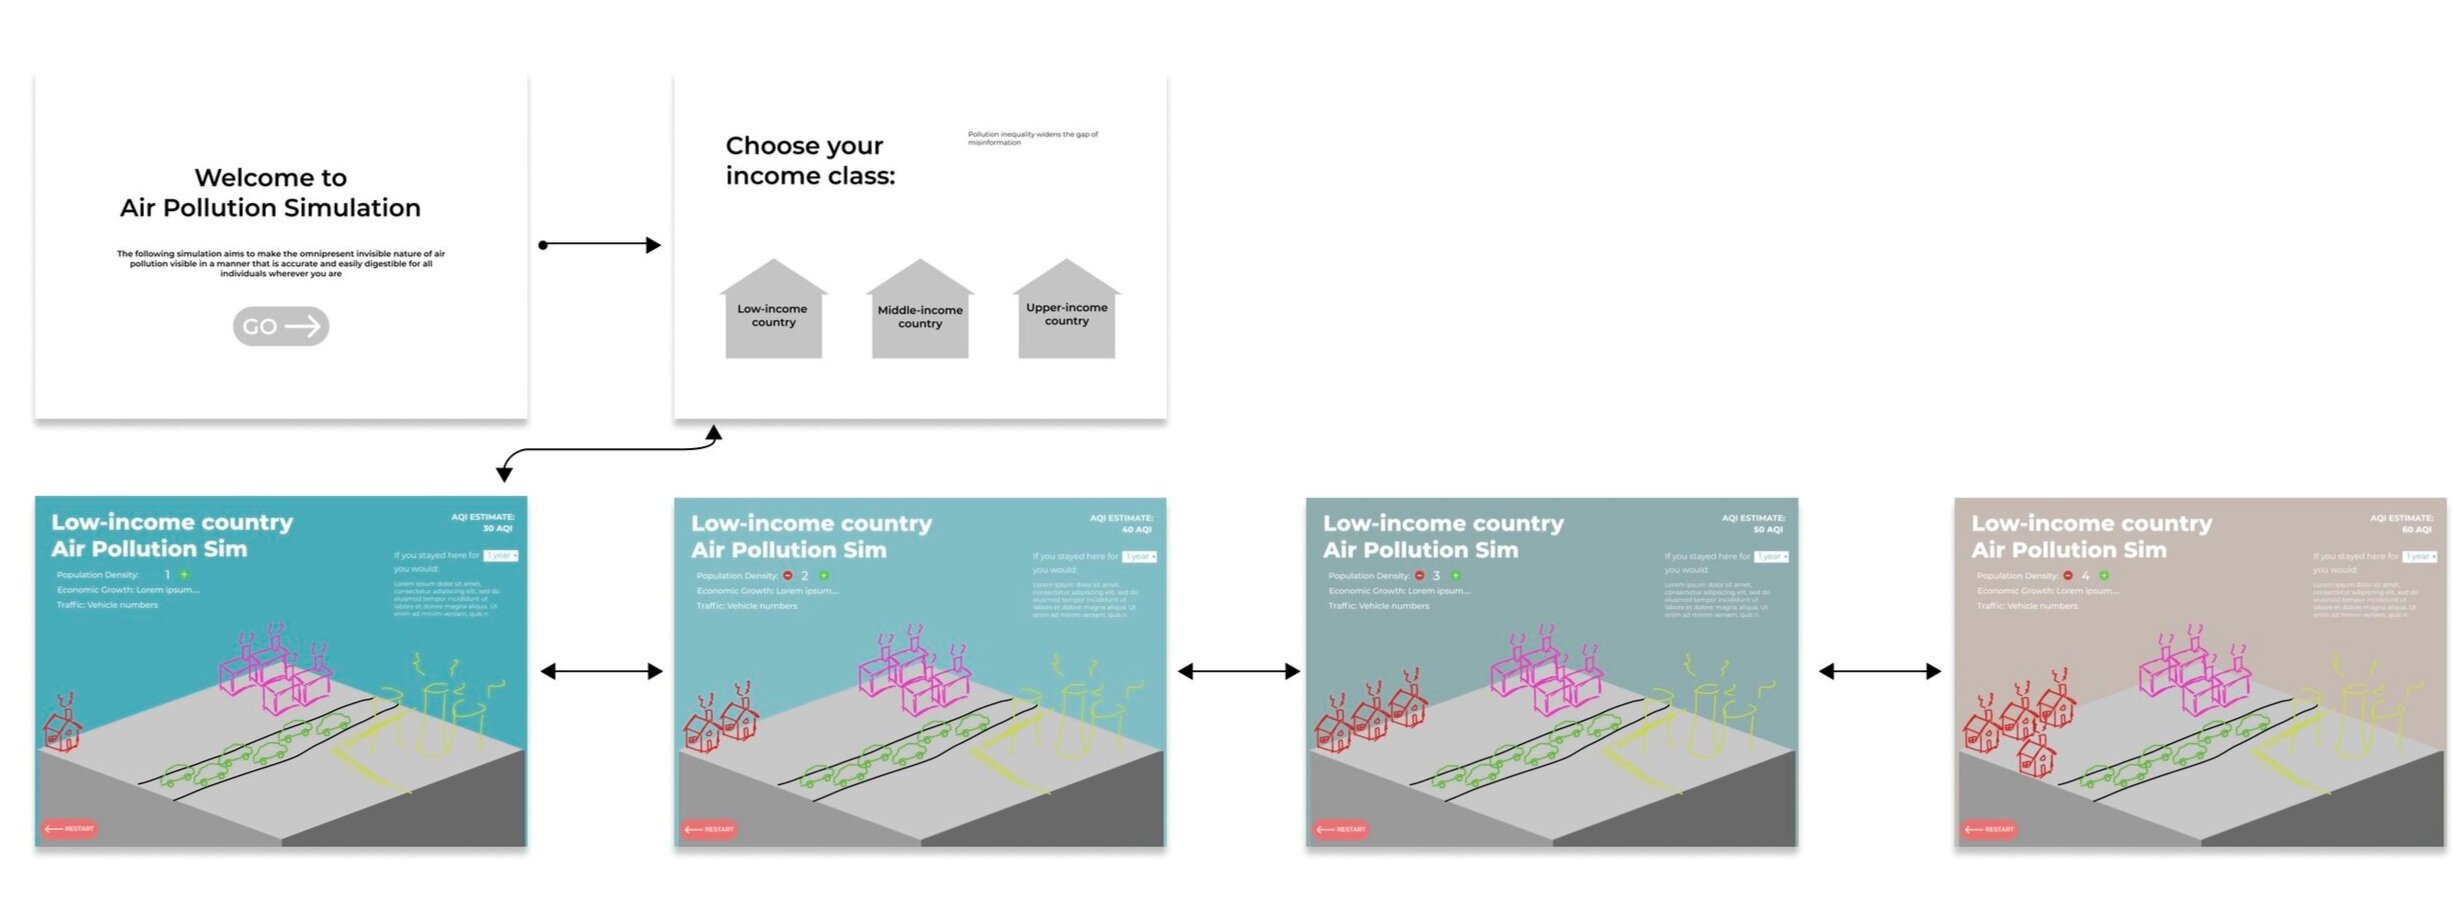 Welcome to
Air Pollution Simulation
The following simulation aims to make the omnipresent invisible nature of air
pollution visible in a manner that is accurate and easily digestible for all
individuals wherever you are
GO
Choose your
income class:
Pollution inequality widens the gap of
misinformation
Low-income
country
Middle-income
country
Upper-income
country
Low-income country
Air Pollution Sim
AQI ESTIMATE:
30 AQI
If you stayed here for 1 year
you would:
Population Density: 1 +
Economic Growth: Lorem ipsum....
Traffic: Vehicle numbers
Lorem ipsum dolor sit amet,
consectetur adipiscing elit, sed do
eiusmod tempor incididunt ut
labore et dolore magna aliqua. Ut
enim ad minim veniam, quis n
RESTART
Low-income country
Air Pollution Sim
AQI ESTIMATE:
40 AQI
If you stayed here for 1 year
you would:
Population Density: - 2 +
Economic Growth: Lorem ipsum....
Traffic: Vehicle numbers
Lorem ipsum dolor sit amet,
consectetur adipiscing elit, sed do
eiusmod tempor incididunt ut
labore et dolore magna aliqua. Ut
enim ad minim veniam, quis n
RESTART
Low-income country
Air Pollution Sim
AQI ESTIMATE:
50 AQI
If you stayed here for 1 year
you would:
Population Density: - 3 +
Economic Growth: Lorem ipsum....
Traffic: Vehicle numbers
Lorem ipsum dolor sit amet,
consectetur adipiscing elit, sed do
eiusmod tempor incididunt ut
labore et dolore magna aliqua. Ut
enim ad minim veniam, quis n
RESTART
Low-income country
Air Pollution Sim
AQI ESTIMATE:
60 AQI
If you stayed here for 1 year
you would:
Population Density: - 4 +
Economic Growth: Lorem ipsum....
Traffic: Vehicle numbers
Lorem ipsum dolor sit amet,
consectetur adipiscing elit, sed do
eiusmod tempor incididunt ut
labore et dolore magna aliqua. Ut
enim ad minim veniam, quis n
RESTART